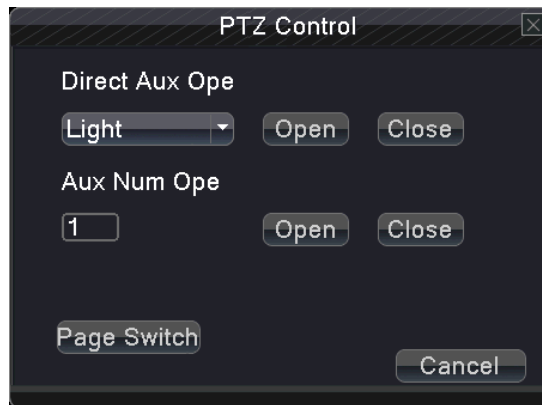 PTZ Control
Direct Aux Ope
Light Open Close
Aux Num Ope
1 Open Close
Page Switch
Cancel